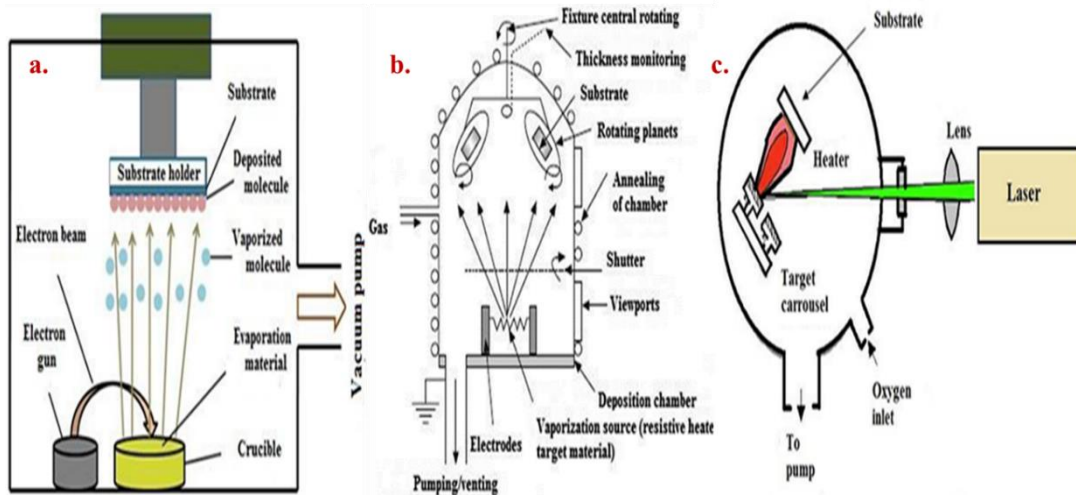 a.
Substrate
Substrate holder
Deposited
molecule
Electron beam
Vaporized
molecule
Electron
gun
Evaporation
material
Crucible
Vacuum pump
b.
Fixture central rotating
Thickness monitoring
Substrate
Rotating planets
Annealing
of chamber
Gas
Shutter
Viewports
Deposition chamber
Vaporization source (resistive heate
target material)
Electrodes
Pumping/venting
c.
Substrate
Lens
Heater
Laser
Target
carrousel
Oxygen
inlet
To
pump